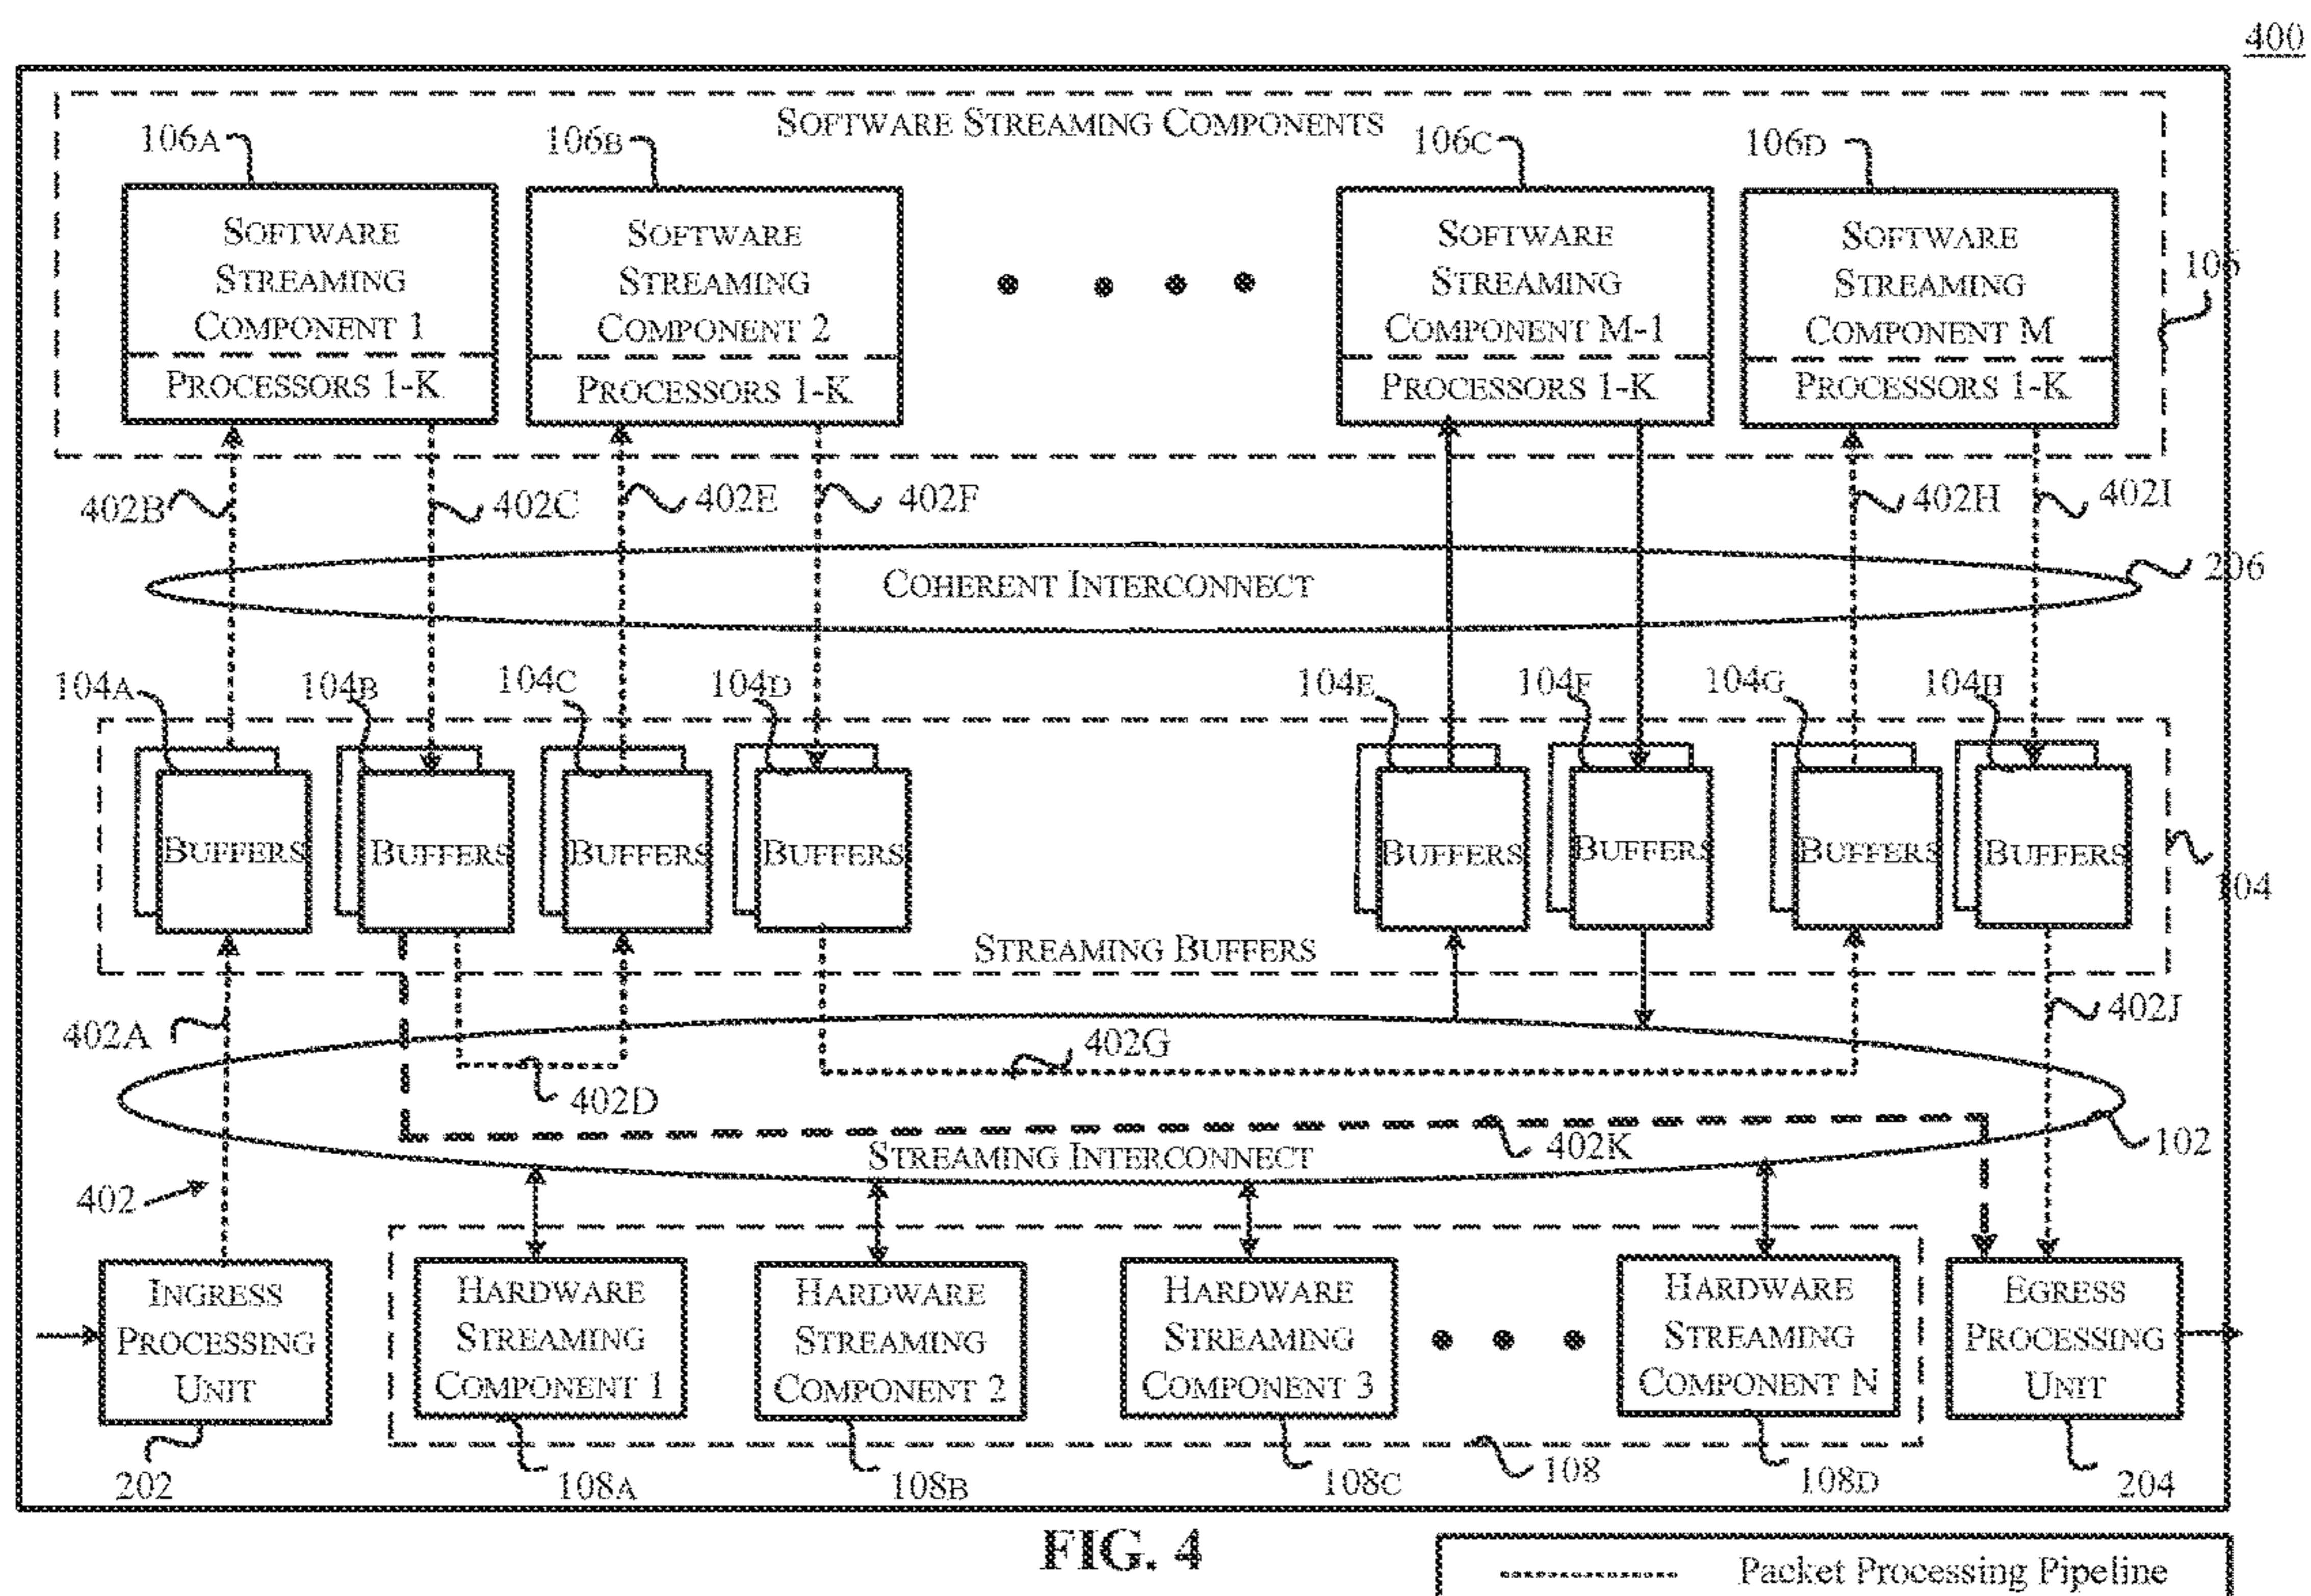 400
SOFTWARE STREAMING COMPONENTS
106A
106B
106C
106D
SOFTWARE
STREAMING
COMPONENT 1
PROCESSORS 1-K
SOFTWARE
STREAMING
COMPONENT 2
PROCESSORS 1-K
SOFTWARE
STREAMING
COMPONENT M-1
PROCESSORS 1-K
SOFTWARE
STREAMING
COMPONENT M
PROCESSORS 1-K
106
402B
402C
402E
402F
402H
402I
COHERENT INTERCONNECT
206
104A
104B
104C
104D
104E
104F
104G
104H
BUFFERS
BUFFERS
BUFFERS
BUFFERS
BUFFERS
BUFFERS
BUFFERS
BUFFERS
104
STREAMING BUFFERS
402A
402D
402G
402J
402K
STREAMING INTERCONNECT
102
402
INGRESS
PROCESSING
UNIT
HARDWARE
STREAMING
COMPONENT 1
HARDWARE
STREAMING
COMPONENT 2
HARDWARE
STREAMING
COMPONENT 3
HARDWARE
STREAMING
COMPONENT N
EGRESS
PROCESSING
UNIT
202
108A
108B
108C
108
108D
204
FIG. 4
Packet Processing Pipeline